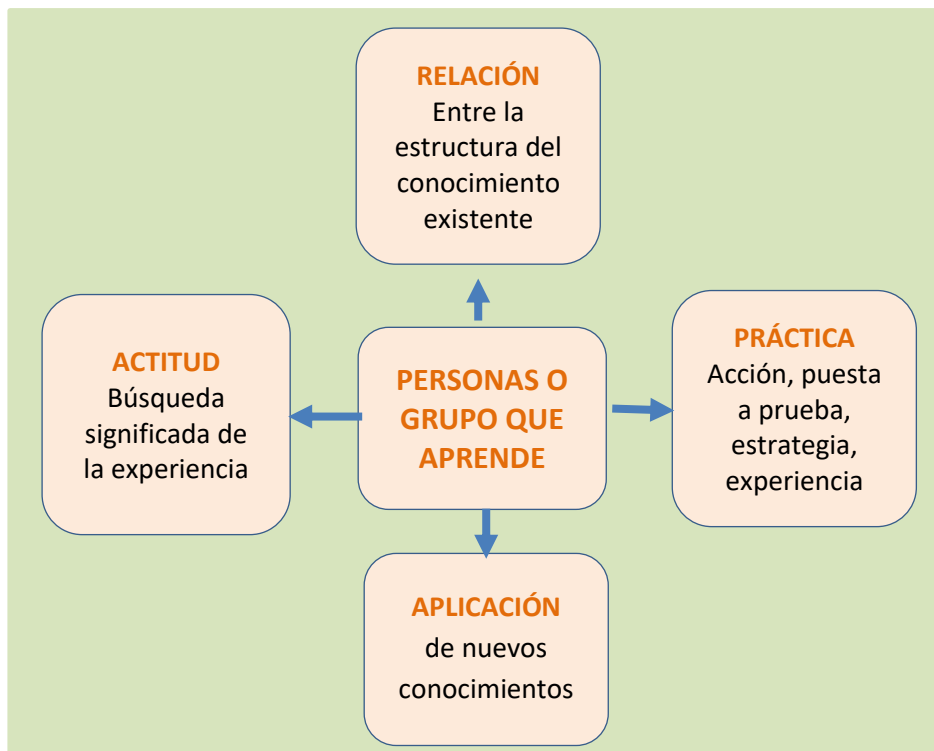 RELACIÓN
Entre la
estructura del
conocimiento
existente
ACTITUD
Búsqueda
significada de
la experiencia
PERSONAS O
GRUPO QUE
APRENDE
PRÁCTICA
Acción, puesta
a prueba,
estrategia,
experiencia
APLICACIÓN
de nuevos
conocimientos